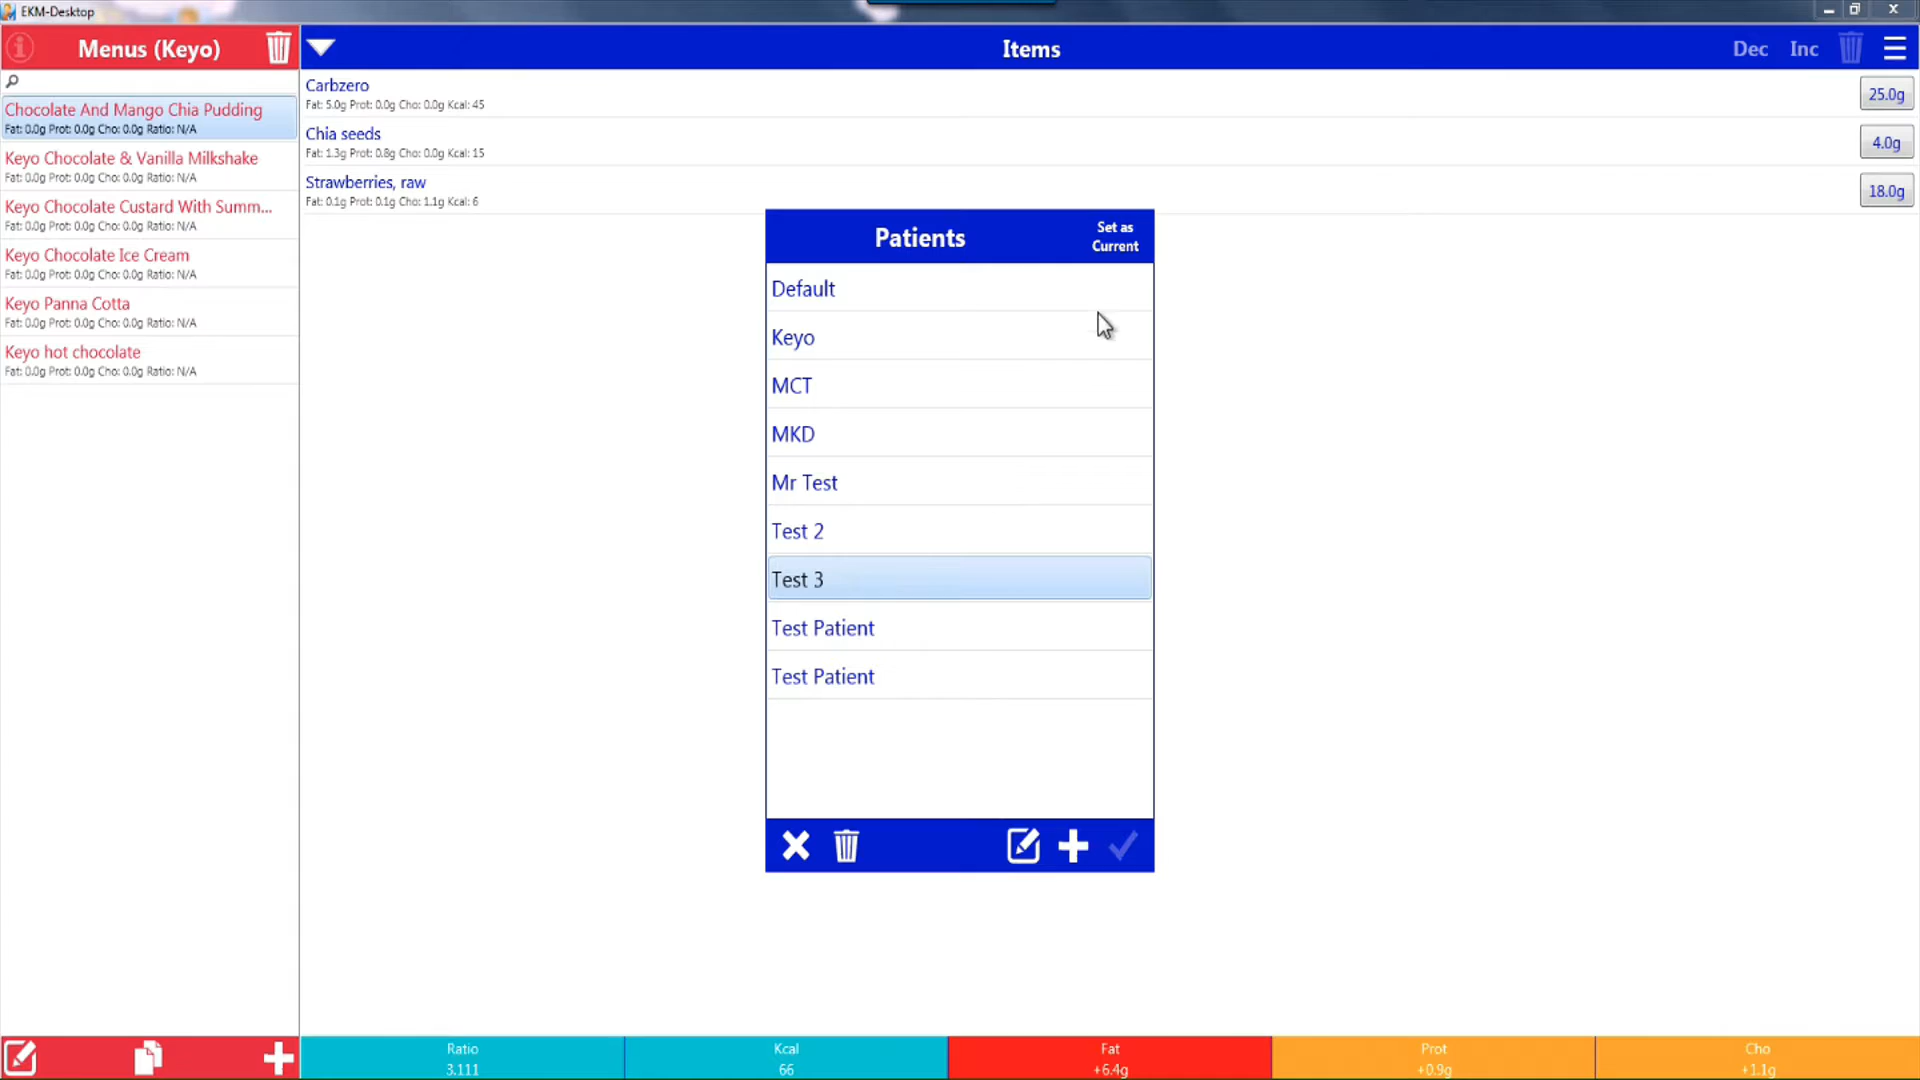 EKM-Desktop
Menus (Keyo)
Items
Dec
Inc
Chocolate And Mango Chia Pudding
Fat: 0.0g Prot: 0.0g Cho: 0.0g Ratio: N/A
Keyo Chocolate & Vanilla Milkshake
Fat: 0.0g Prot: 0.0g Cho: 0.0g Ratio: N/A
Keyo Chocolate Custard With Summ...
Fat: 0.0g Prot: 0.0g Cho: 0.0g Ratio: N/A
Keyo Chocolate Ice Cream
Fat: 0.0g Prot: 0.0g Cho: 0.0g Ratio: N/A
Keyo Panna Cotta
Fat: 0.0g Prot: 0.0g Cho: 0.0g Ratio: N/A
Keyo hot chocolate
Fat: 0.0g Prot: 0.0g Cho: 0.0g Ratio: N/A
Carbzero
Fat: 5.0g Prot: 0.0g Cho: 0.0g Kcal: 45
25.0g
Chia seeds
Fat: 1.3g Prot: 0.8g Cho: 0.0g Kcal: 15
4.0g
Strawberries, raw
Fat: 0.1g Prot: 0.1g Cho: 1.1g Kcal: 6
18.0g
Patients
Set as
Current
Default
Keyo
MCT
MKD
Mr Test
Test 2
Test 3
Test Patient
Test Patient
Ratio
3.111
Kcal
66
Fat
+6.4g
Prot
+0.9g
Cho
+1.1g